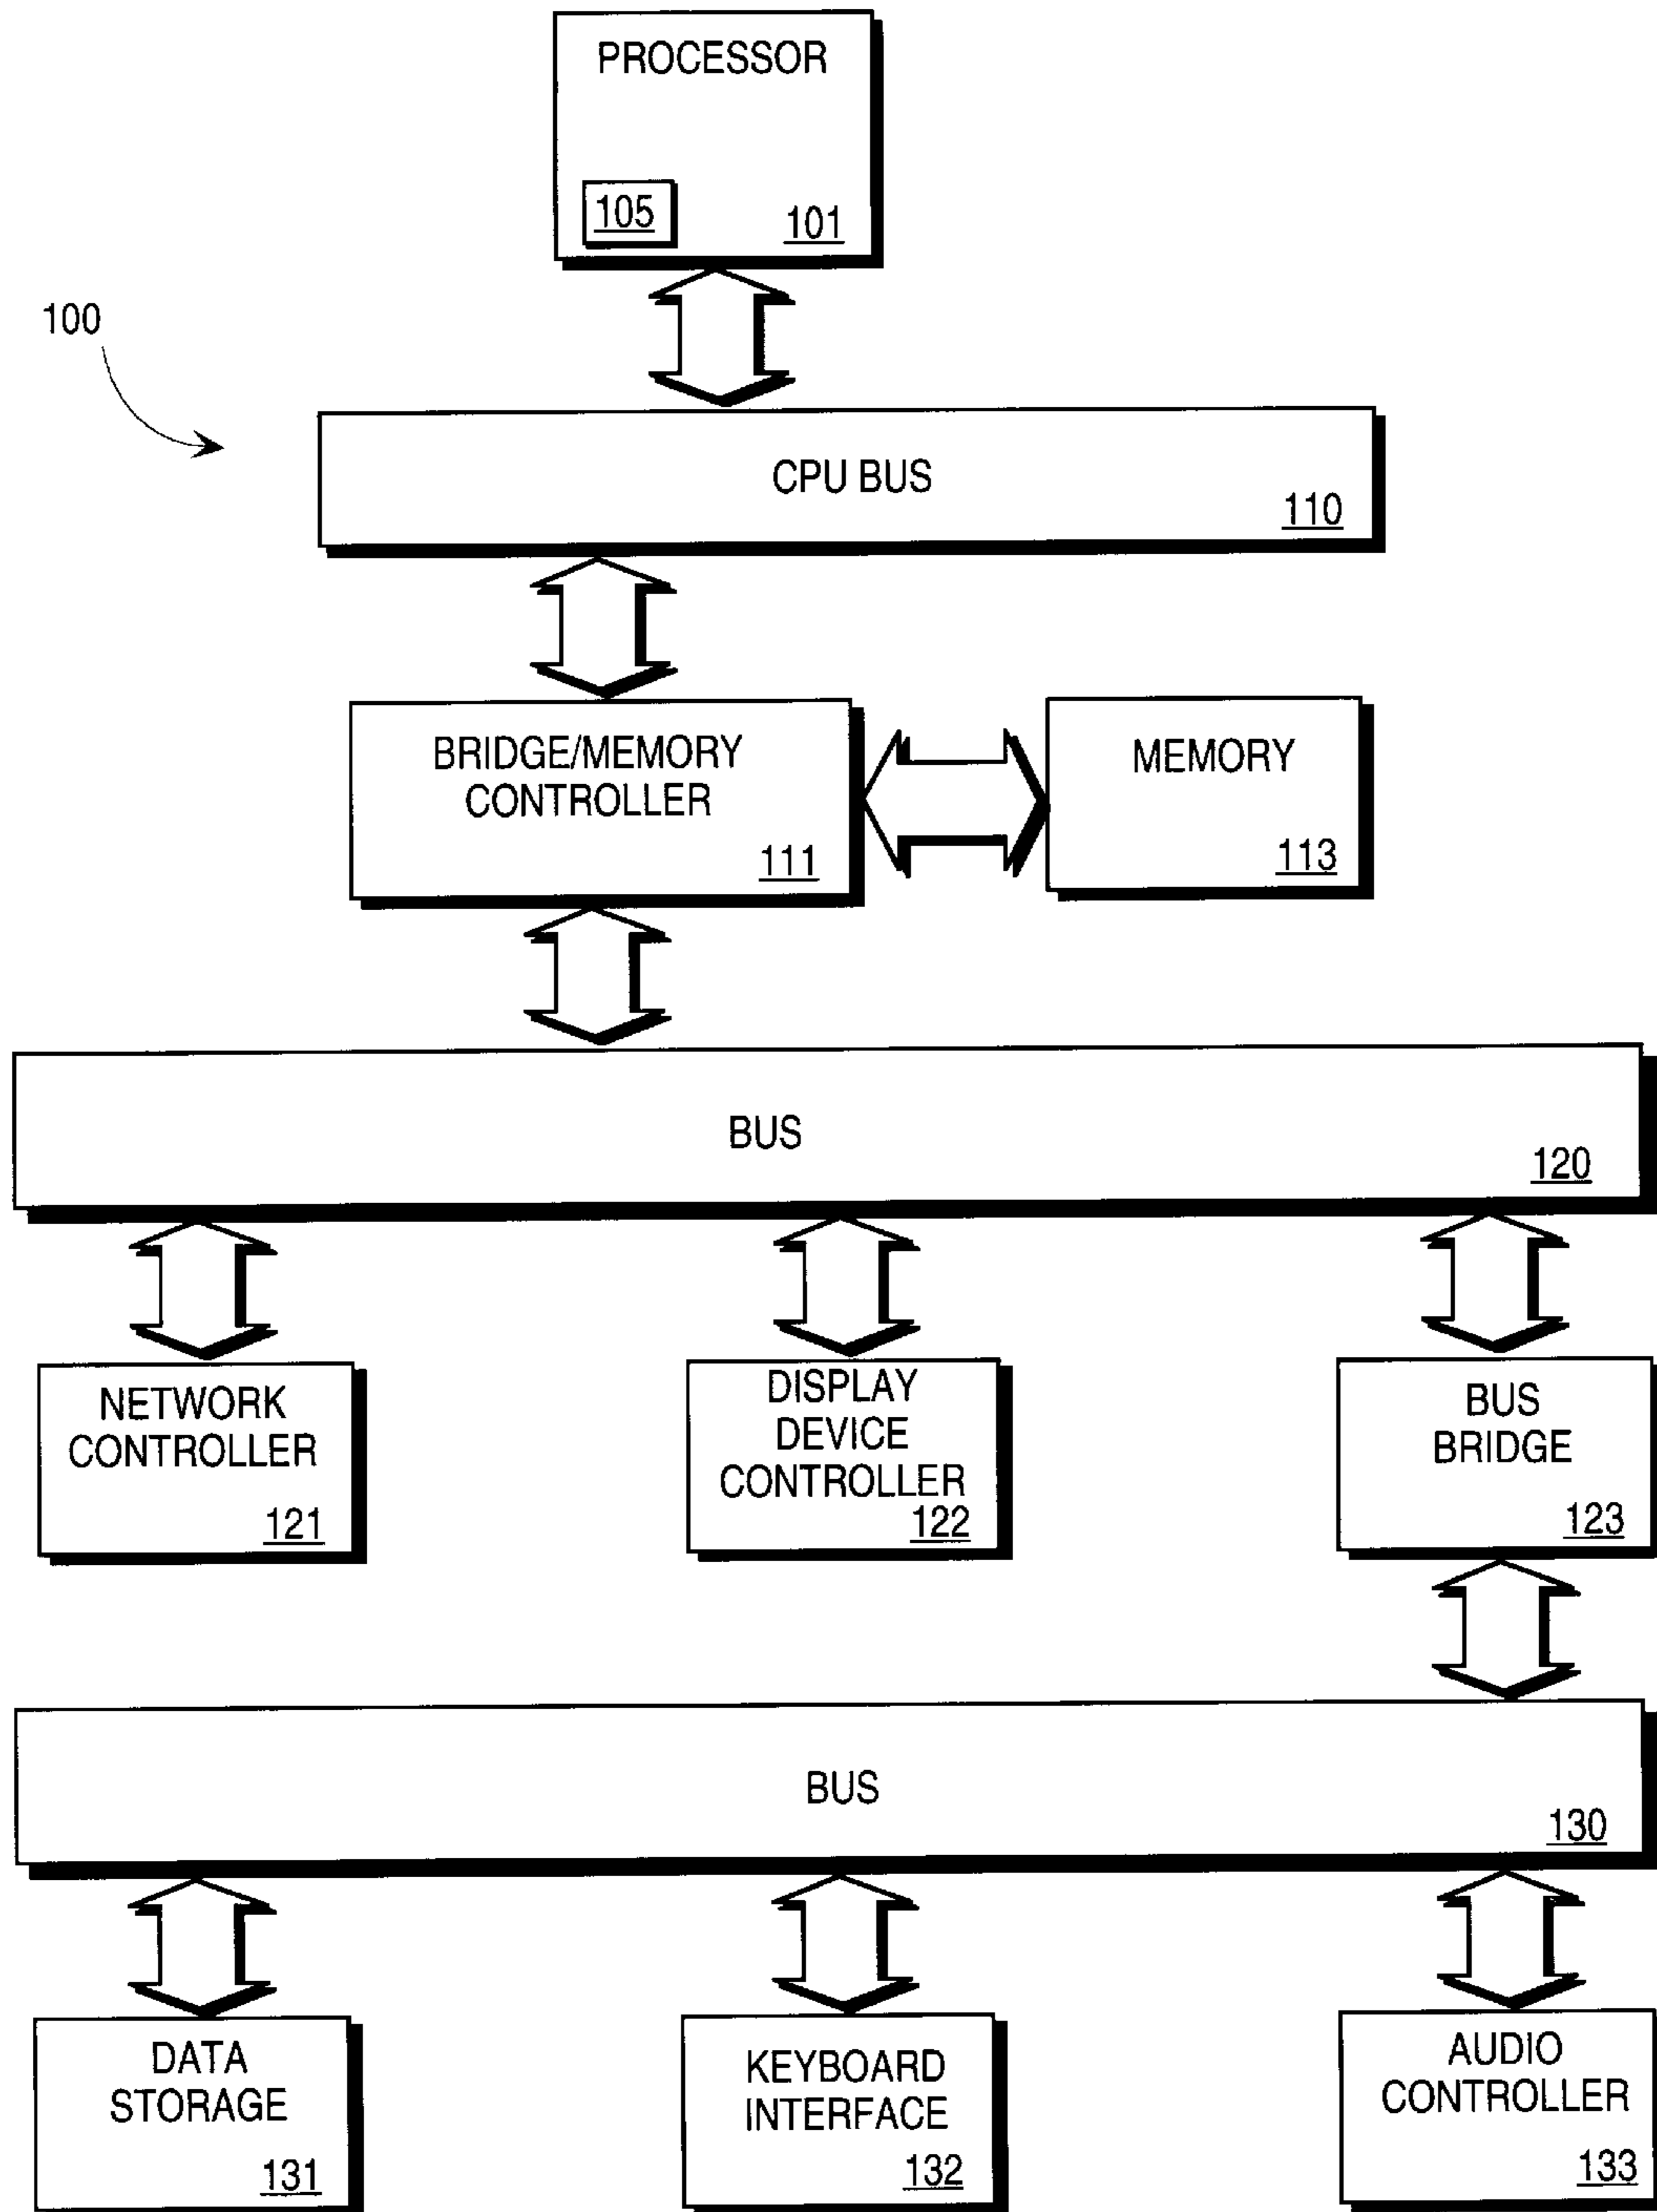 PROCESSOR
105
101
100
CPU BUS
110
BRIDGE/MEMORY
CONTROLLER
111
MEMORY
113
BUS
120
NETWORK
CONTROLLER
121
DISPLAY
DEVICE
CONTROLLER
122
BUS
BRIDGE
123
BUS
130
DATA
STORAGE
131
KEYBOARD
INTERFACE
132
AUDIO
CONTROLLER
133